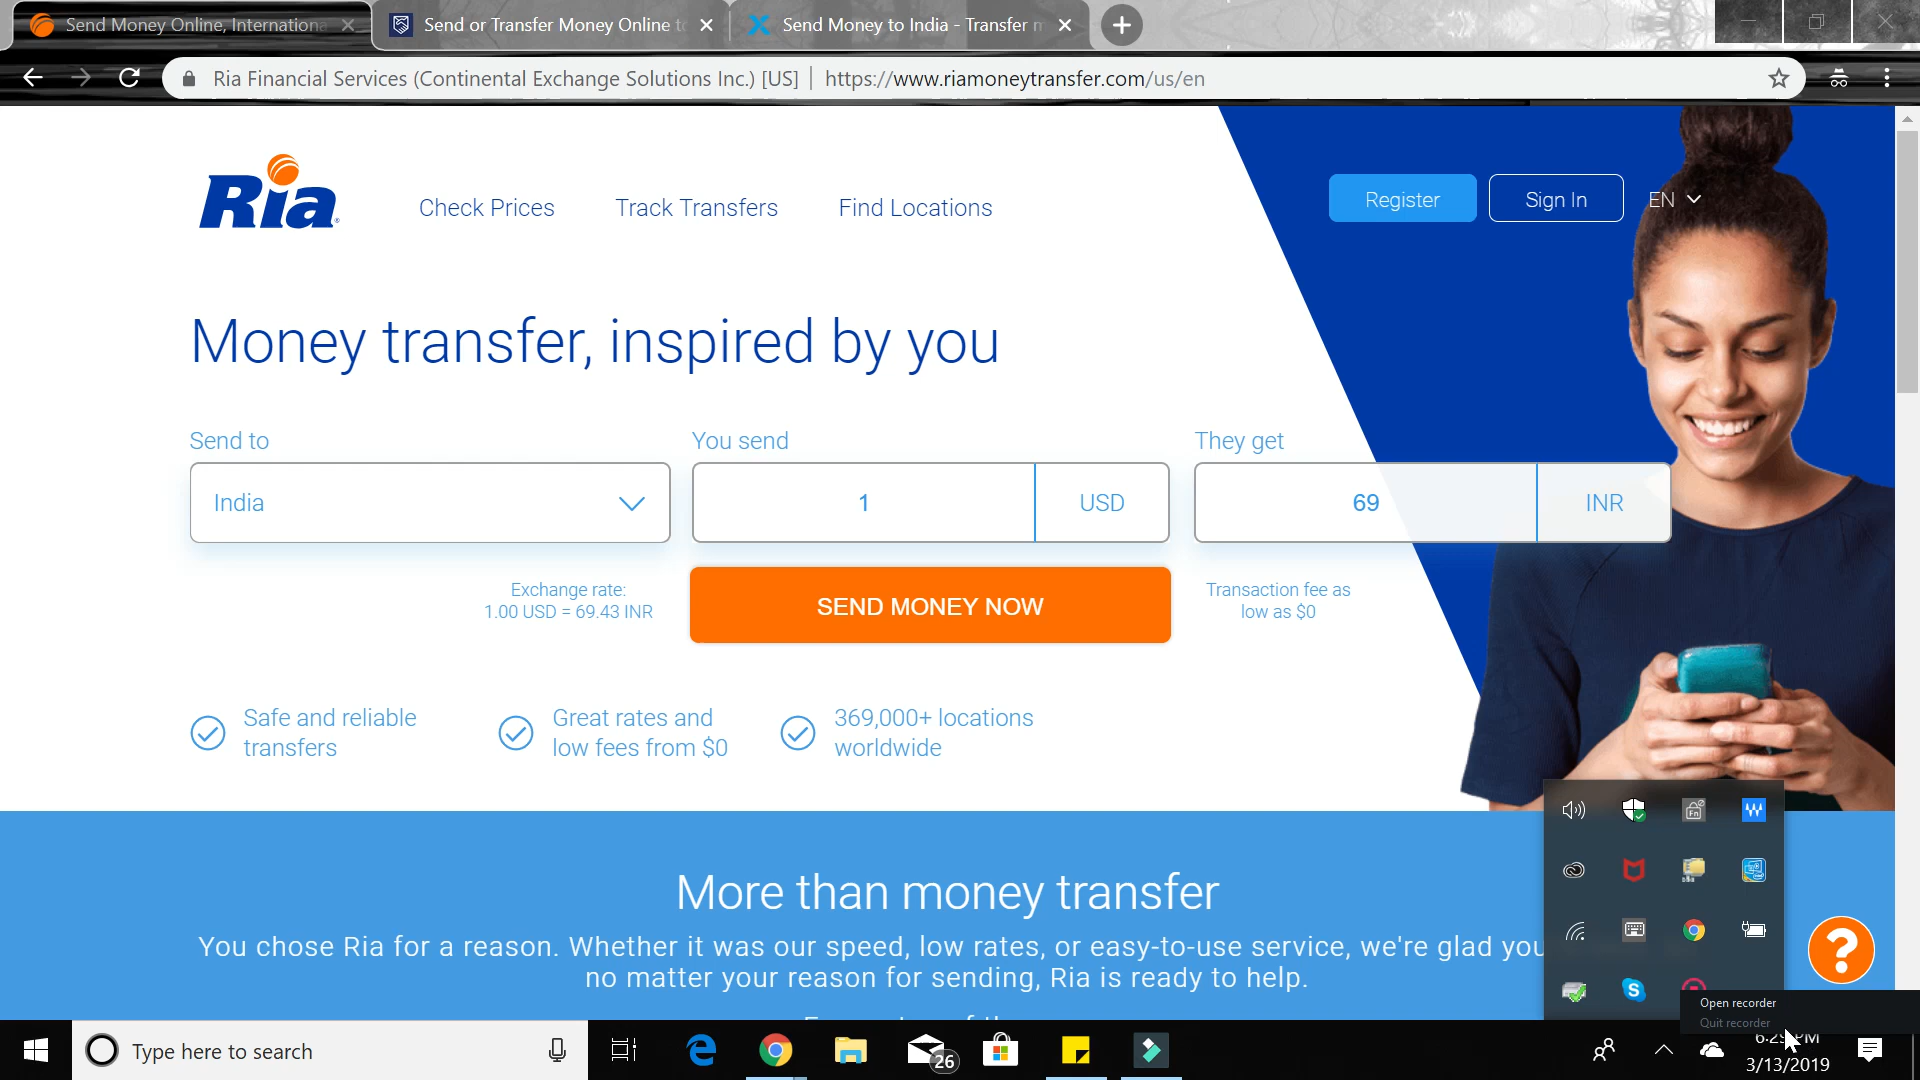 Send Money Online, Internationa
Send or Transfer Money Online to
Send Money to India - Transfer m
Ria Financial Services (Continental Exchange Solutions Inc.) [US] | https://www.riamoneytransfer.com/us/en
Ria
Check Prices
Track Transfers
Find Locations
Register
Sign In
EN
Money transfer, inspired by you
Send to
You send
They get
India
1
USD
69
INR
Exchange rate:
1.00 USD = 69.43 INR
SEND MONEY NOW
Transaction fee as
low as $0
Safe and reliable
transfers
Great rates and
low fees from $0
369,000+ locations
worldwide
More than money transfer
You chose Ria for a reason. Whether it was our speed, low rates, or easy-to-use service, we're glad you
no matter your reason for sending, Ria is ready to help.
Fn
?
Open recorder
Quit recorder
Type here to search
26
PM
3/13/2019